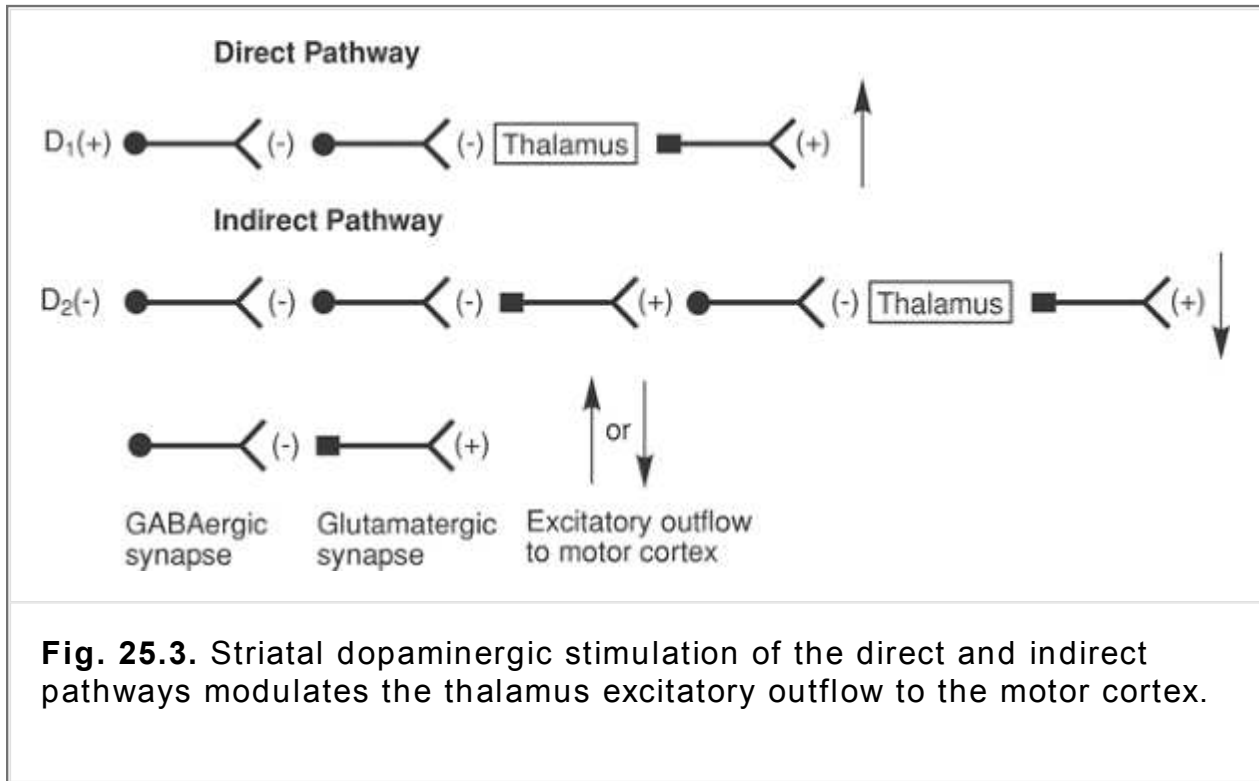 Direct Pathway
D₁(+) (-) (-) Thalamus (+)
Indirect Pathway
D₂(-) (-) (-) (+) (-) Thalamus (+)
(-) (+) or
GABAergic synapse
Glutamatergic synapse
Excitatory outflow to motor cortex
Fig. 25.3. Striatal dopaminergic stimulation of the direct and indirect
pathways modulates the thalamus excitatory outflow to the motor cortex.